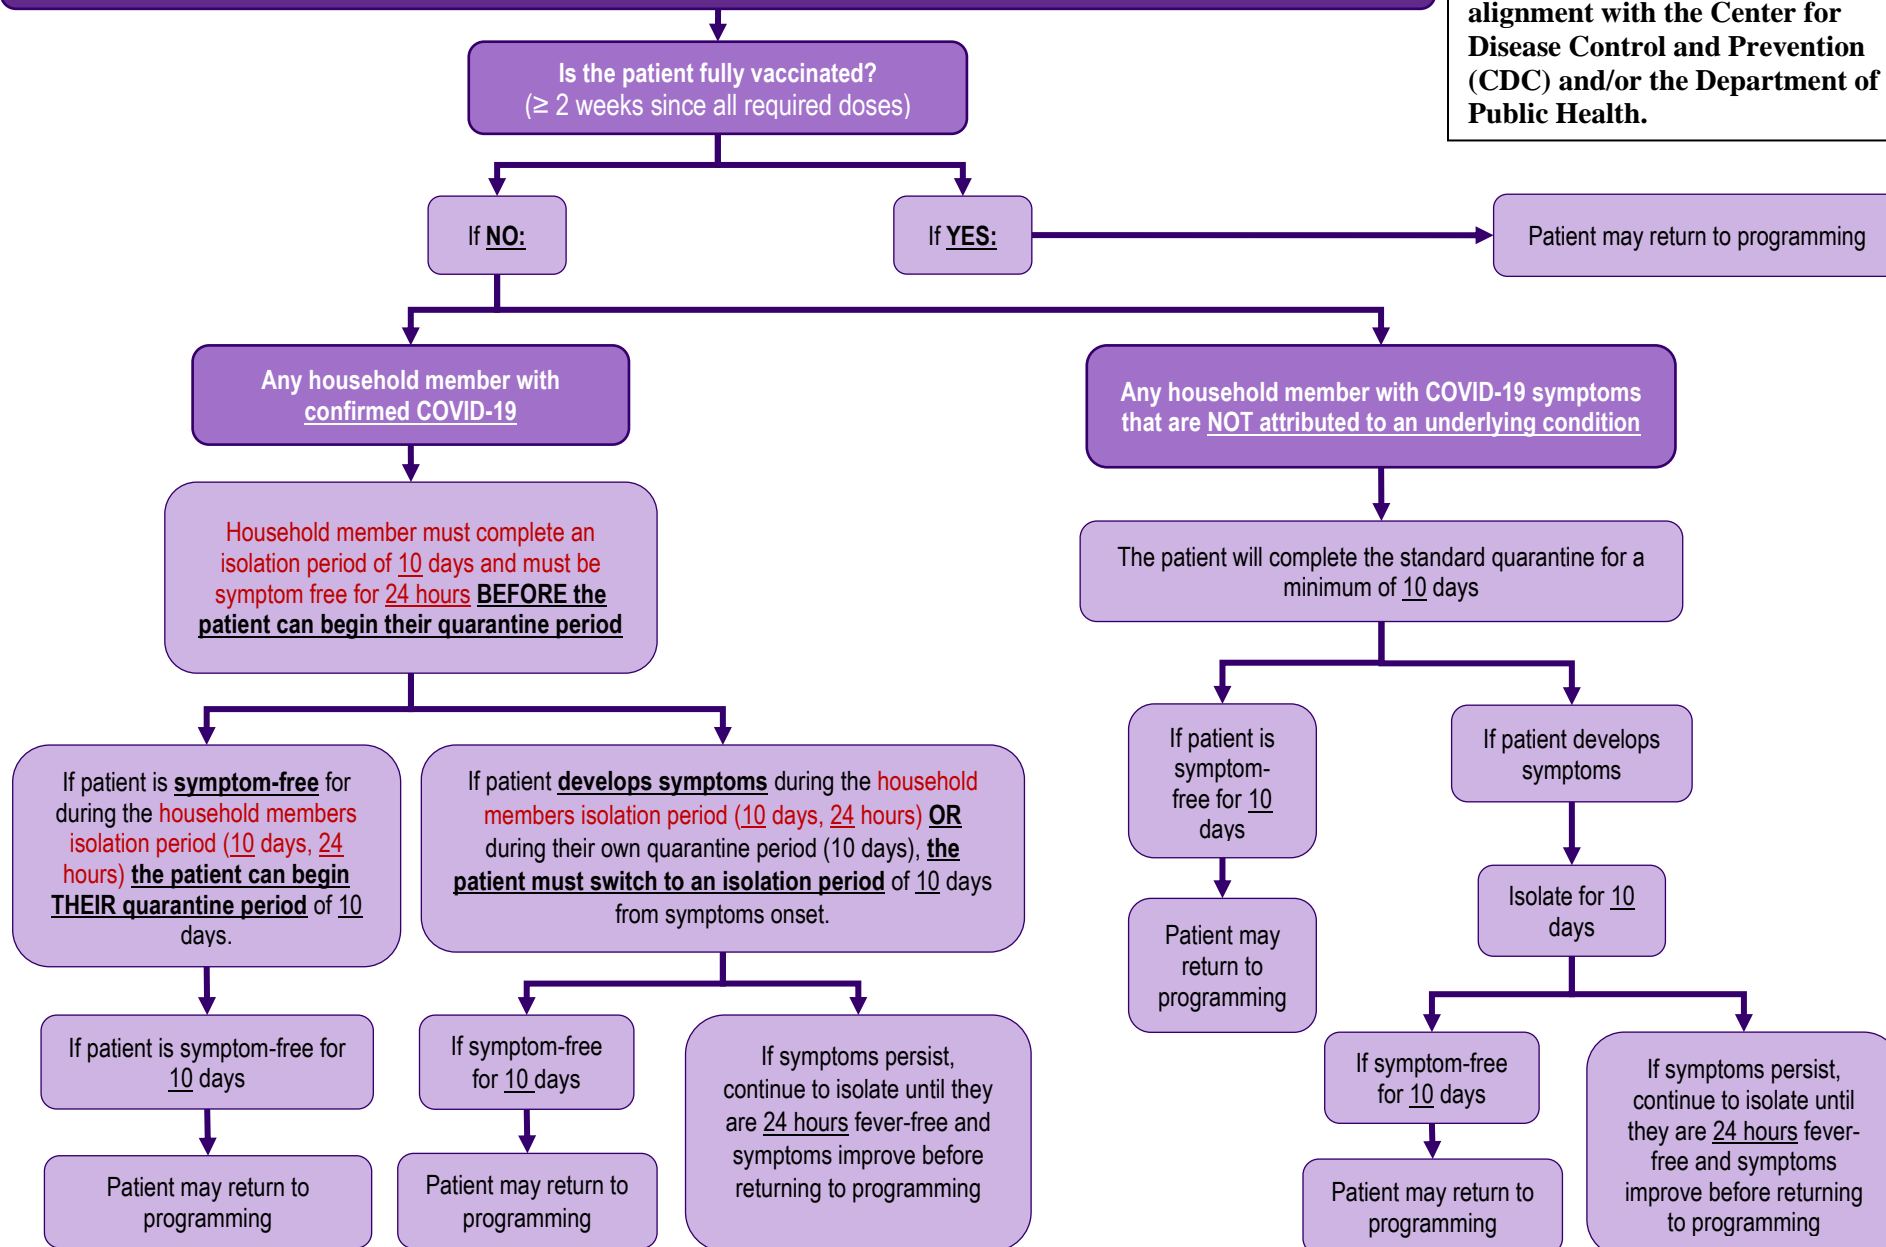 alignment with the Center for
Disease Control and Prevention
(CDC) and/or the Department of
Public Health.
Is the patient fully vaccinated?
(≥ 2 weeks since all required doses)
If NO:
If YES:
Patient may return to programming
Any household member with
confirmed COVID-19
Any household member with COVID-19 symptoms
that are NOT attributed to an underlying condition
Household member must complete an
isolation period of 10 days and must be
symptom free for 24 hours BEFORE the
patient can begin their quarantine period
The patient will complete the standard quarantine for a
minimum of 10 days
If patient is symptom-free for
during the household members
isolation period (10 days, 24
hours) the patient can begin
THEIR quarantine period of 10
days.
If patient develops symptoms during the household
members isolation period (10 days, 24 hours) OR
during their own quarantine period (10 days), the
patient must switch to an isolation period of 10 days
from symptoms onset.
If patient is
symptom-
free for 10
days
If patient develops
symptoms
Patient may
return to
programming
Isolate for 10
days
If patient is symptom-free for
10 days
If symptom-free
for 10 days
If symptoms persist,
continue to isolate until they
are 24 hours fever-free and
symptoms improve before
returning to programming
If symptom-free
for 10 days
If symptoms persist,
continue to isolate until
they are 24 hours fever-
free and symptoms
improve before returning
to programming
Patient may return to
programming
Patient may return to
programming
Patient may return to
programming